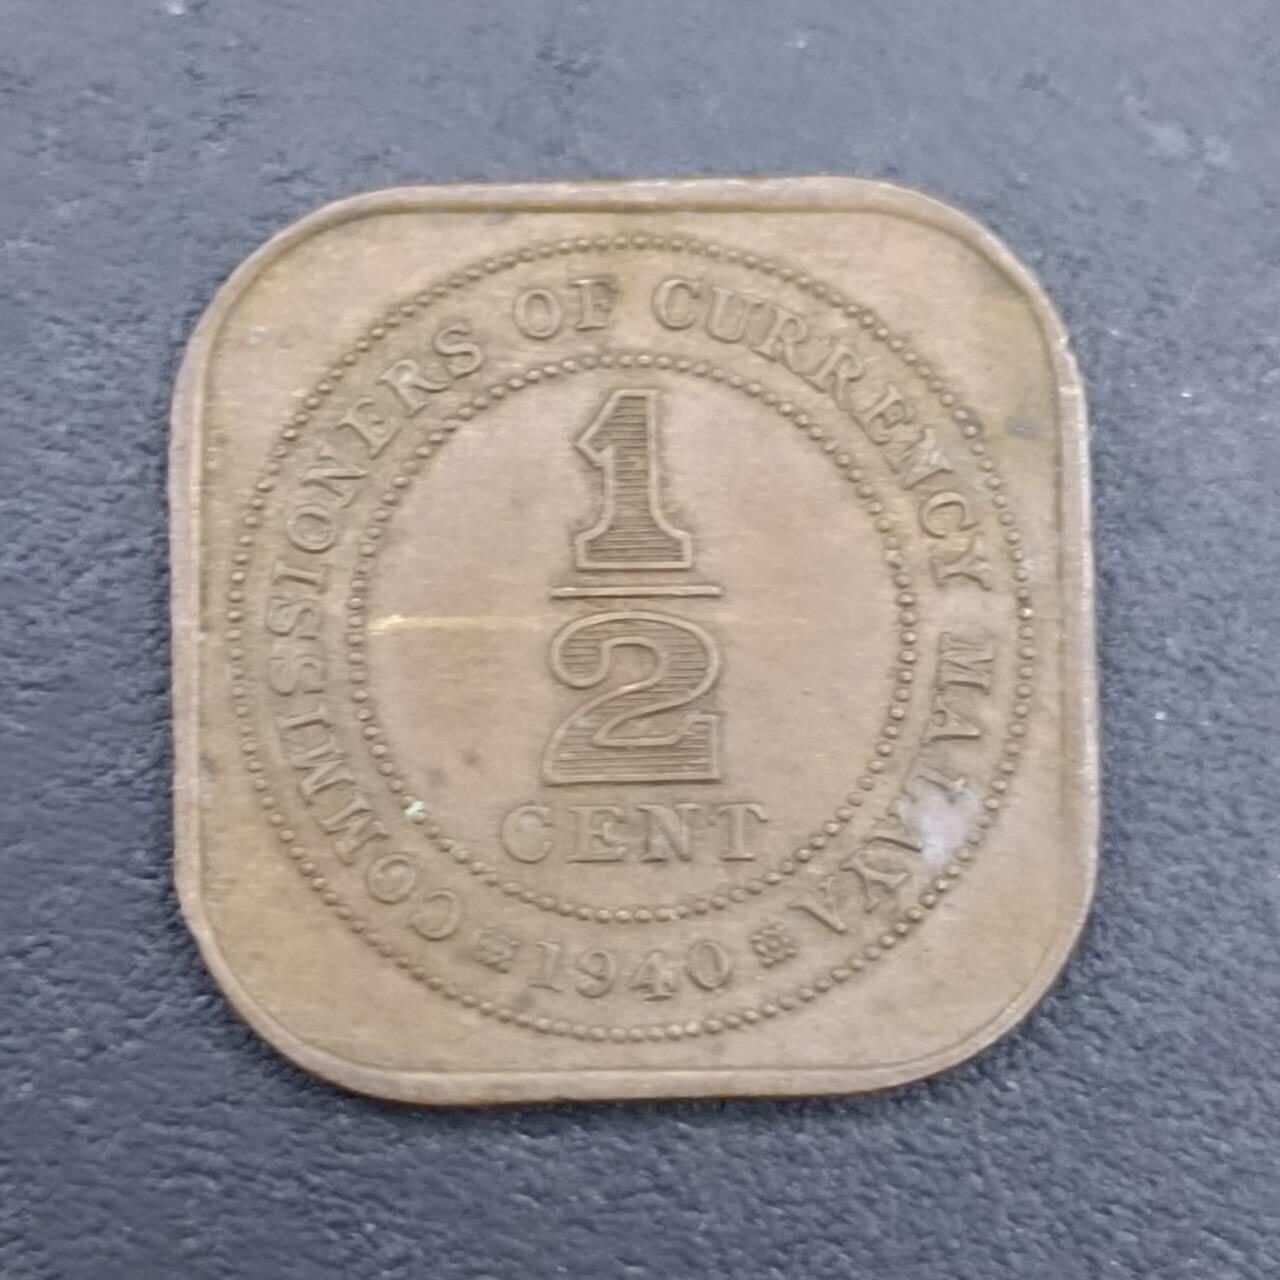 COMMISSIONERS OF CURRENCY MALAYA
1
2
CENT
1940